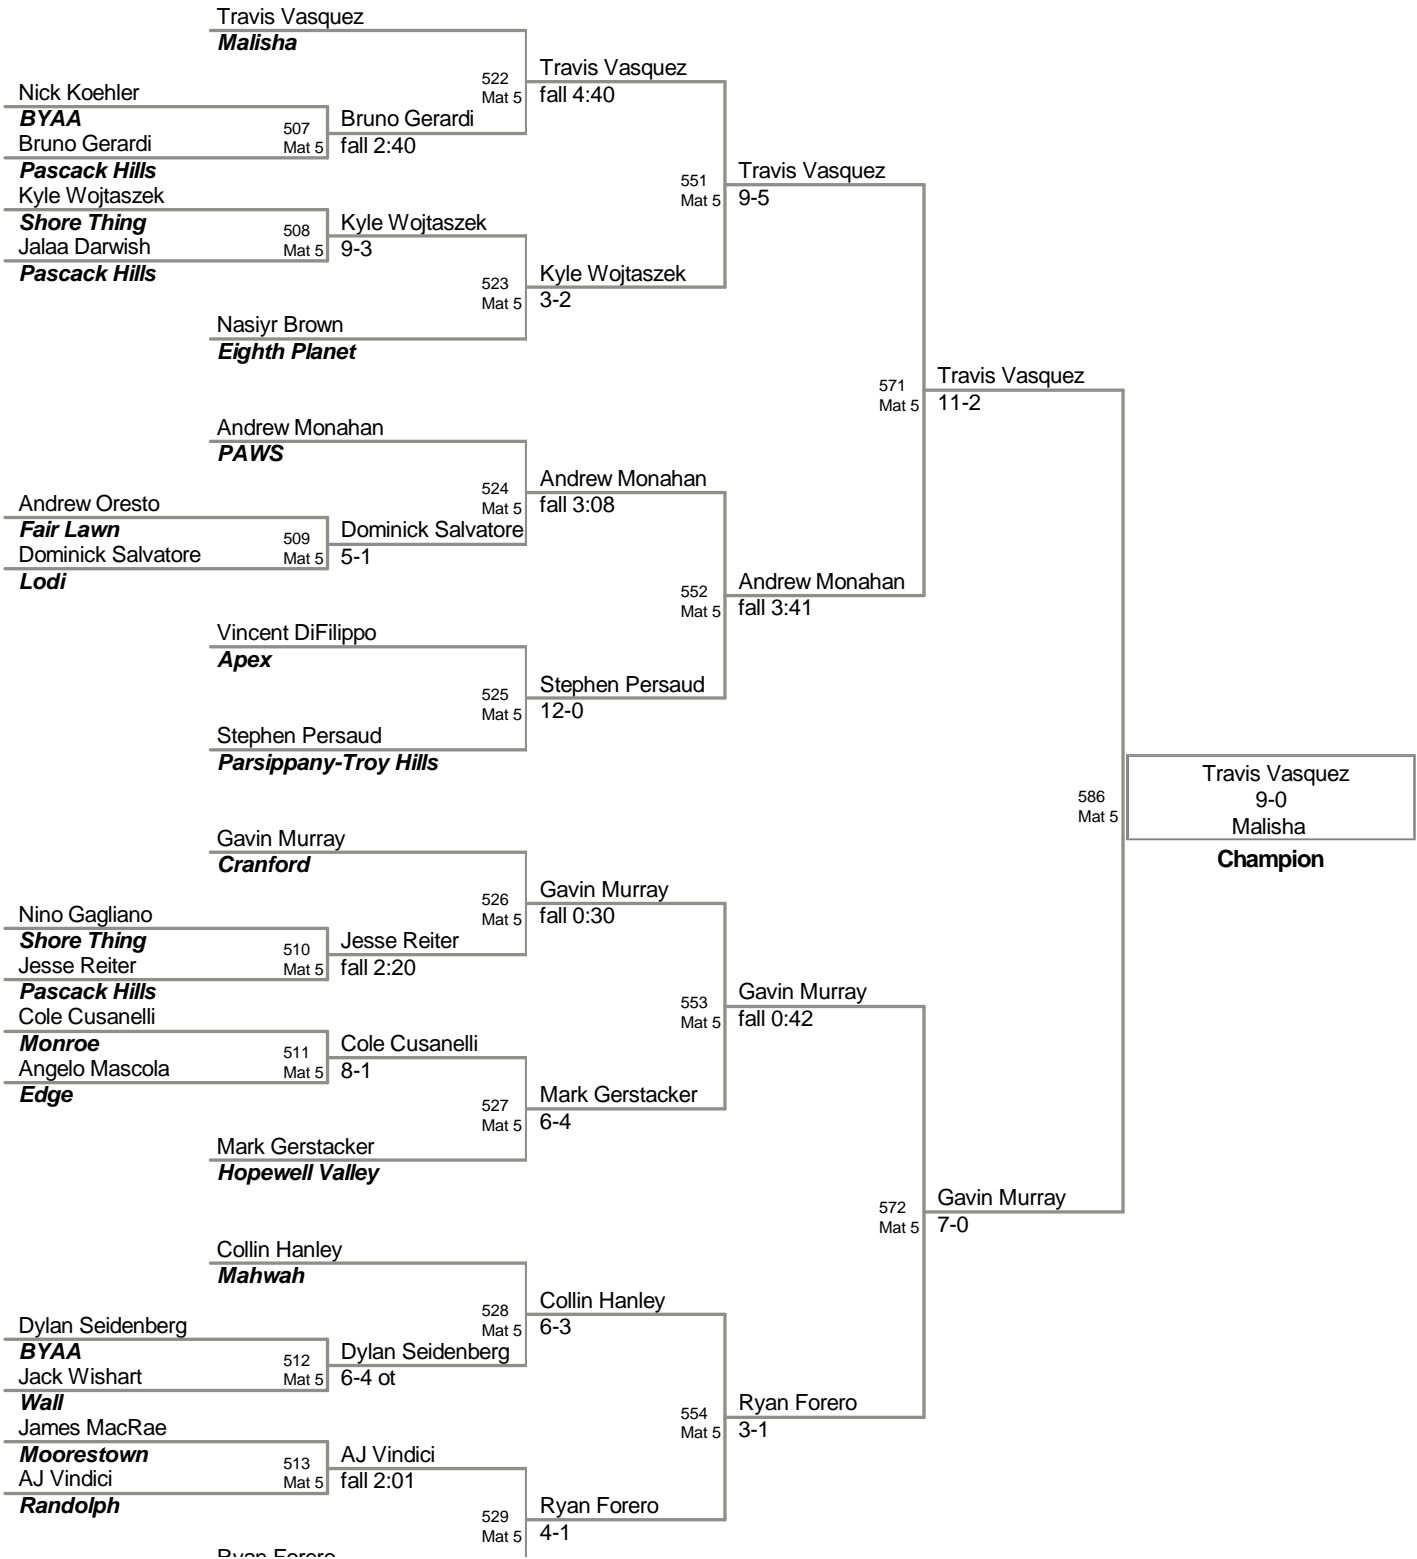 Travis Vasquez
Malisha
522
Mat 5
Travis Vasquez
fall 4:40
Nick Koehler
BYAA
507
Mat 5
Bruno Gerardi
fall 2:40
Bruno Gerardi
Pascack Hills
551
Mat 5
Travis Vasquez
9-5
Kyle Wojtaszek
Shore Thing
508
Mat 5
Kyle Wojtaszek
9-3
Jalaa Darwish
Pascack Hills
523
Mat 5
Kyle Wojtaszek
3-2
Nasiyr Brown
Eighth Planet
571
Mat 5
Travis Vasquez
11-2
Andrew Monahan
PAWS
524
Mat 5
Andrew Monahan
fall 3:08
Andrew Oresto
Fair Lawn
509
Mat 5
Dominick Salvatore
5-1
Dominick Salvatore
Lodi
552
Mat 5
Andrew Monahan
fall 3:41
Vincent DiFilippo
Apex
525
Mat 5
Stephen Persaud
12-0
Stephen Persaud
Parsippany-Troy Hills
586
Mat 5
Travis Vasquez
9-0
Malisha
Champion
Gavin Murray
Cranford
526
Mat 5
Gavin Murray
fall 0:30
Nino Gagliano
Shore Thing
510
Mat 5
Jesse Reiter
fall 2:20
Jesse Reiter
Pascack Hills
553
Mat 5
Gavin Murray
fall 0:42
Cole Cusanelli
Monroe
511
Mat 5
Cole Cusanelli
8-1
Angelo Mascola
Edge
527
Mat 5
Mark Gerstacker
6-4
Mark Gerstacker
Hopewell Valley
572
Mat 5
Gavin Murray
7-0
Collin Hanley
Mahwah
528
Mat 5
Collin Hanley
6-3
Dylan Seidenberg
BYAA
512
Mat 5
Dylan Seidenberg
6-4 ot
Jack Wishart
Wall
554
Mat 5
Ryan Forero
3-1
James MacRae
Moorestown
513
Mat 5
AJ Vindici
fall 2:01
AJ Vindici
Randolph
529
Mat 5
Ryan Forero
4-1
Ryan Forero